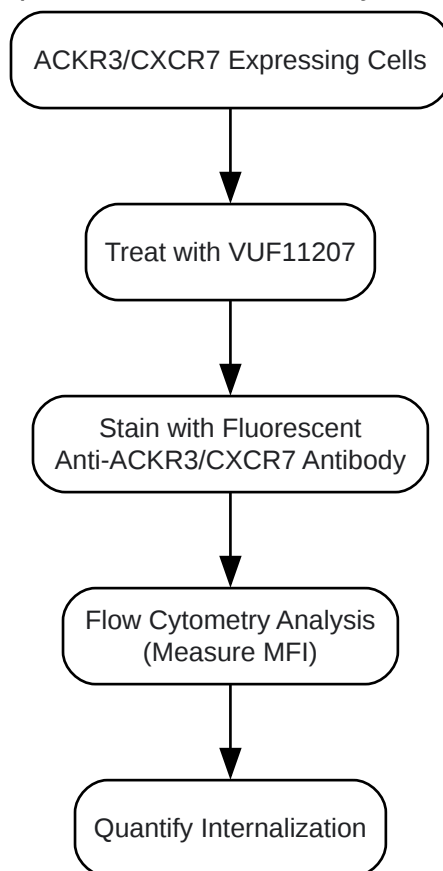 ACKR3/CXCR7 Expressing Cells
Treat with VUF11207
Stain with Fluorescent
Anti-ACKR3/CXCR7 Antibody
Flow Cytometry Analysis
(Measure MFI)
Quantify Internalization